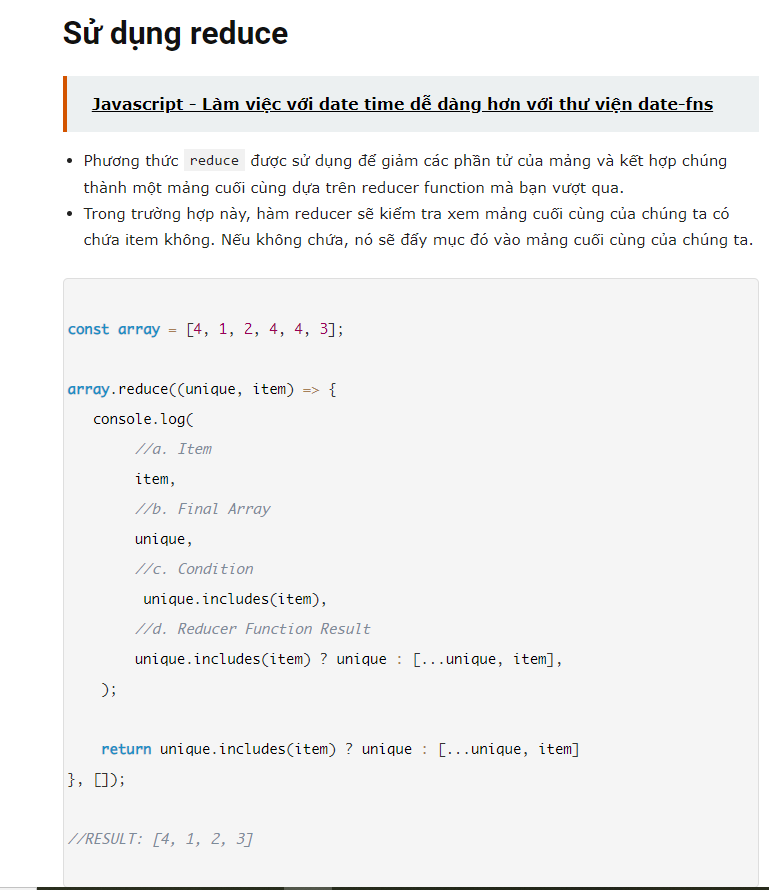 Sử dụng reduce
Javascript - Làm việc với date time dễ dàng hơn với thư viện date-fns
• Phương thức reduce được sử dụng để giảm các phần tử của mảng và kết hợp chúng
thành một mảng cuối cùng dựa trên reducer function mà bạn vượt qua.
• Trong trường hợp này, hàm reducer sẽ kiểm tra xem mảng cuối cùng của chúng ta có
chứa item không. Nếu không chứa, nó sẽ đẩy mục đó vào mảng cuối cùng của chúng ta.
const array = [4, 1, 2, 4, 4, 3];
array.reduce((unique, item) => {
console.log(
//a. Item
item,
//b. Final Array
unique,
//c. Condition
unique.includes(item),
//d. Reducer Function Result
unique.includes(item) ? unique : [...unique, item],
);
return unique.includes(item) ? unique : [...unique, item]
}, []);
//RESULT: [4, 1, 2, 3]